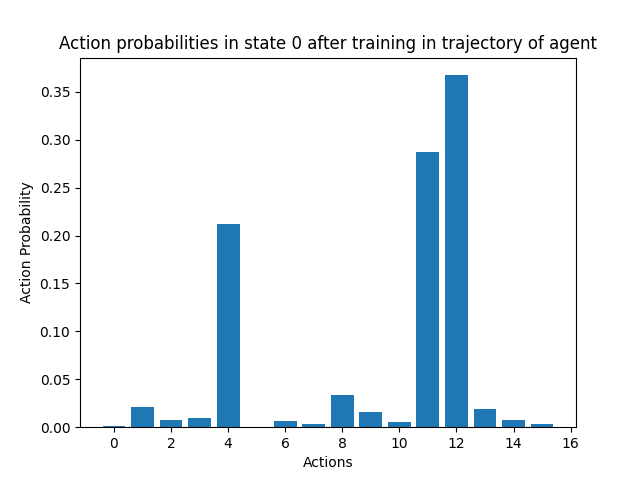 Action probabilities in state 0 after training in trajectory of agent
0.35
0.30
0.25
0.20
0.15
0.10
0.05
0.00
Action Probability
0 2 4 6 8 10 12 14 16
Actions